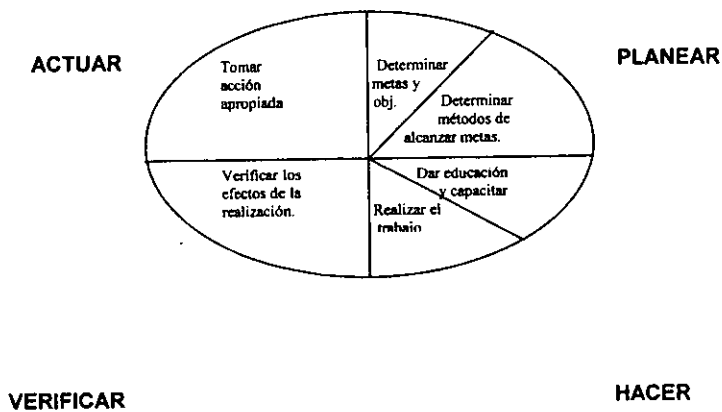 ACTUAR
PLANEAR
Tomar
acción
apropiada
Determinar
metas y
obj.
Determinar
métodos de
alcanzar metas.
Verificar los
efectos de la
realización.
Dar educación
y capacitar
Realizar el
trabajo
VERIFICAR
HACER